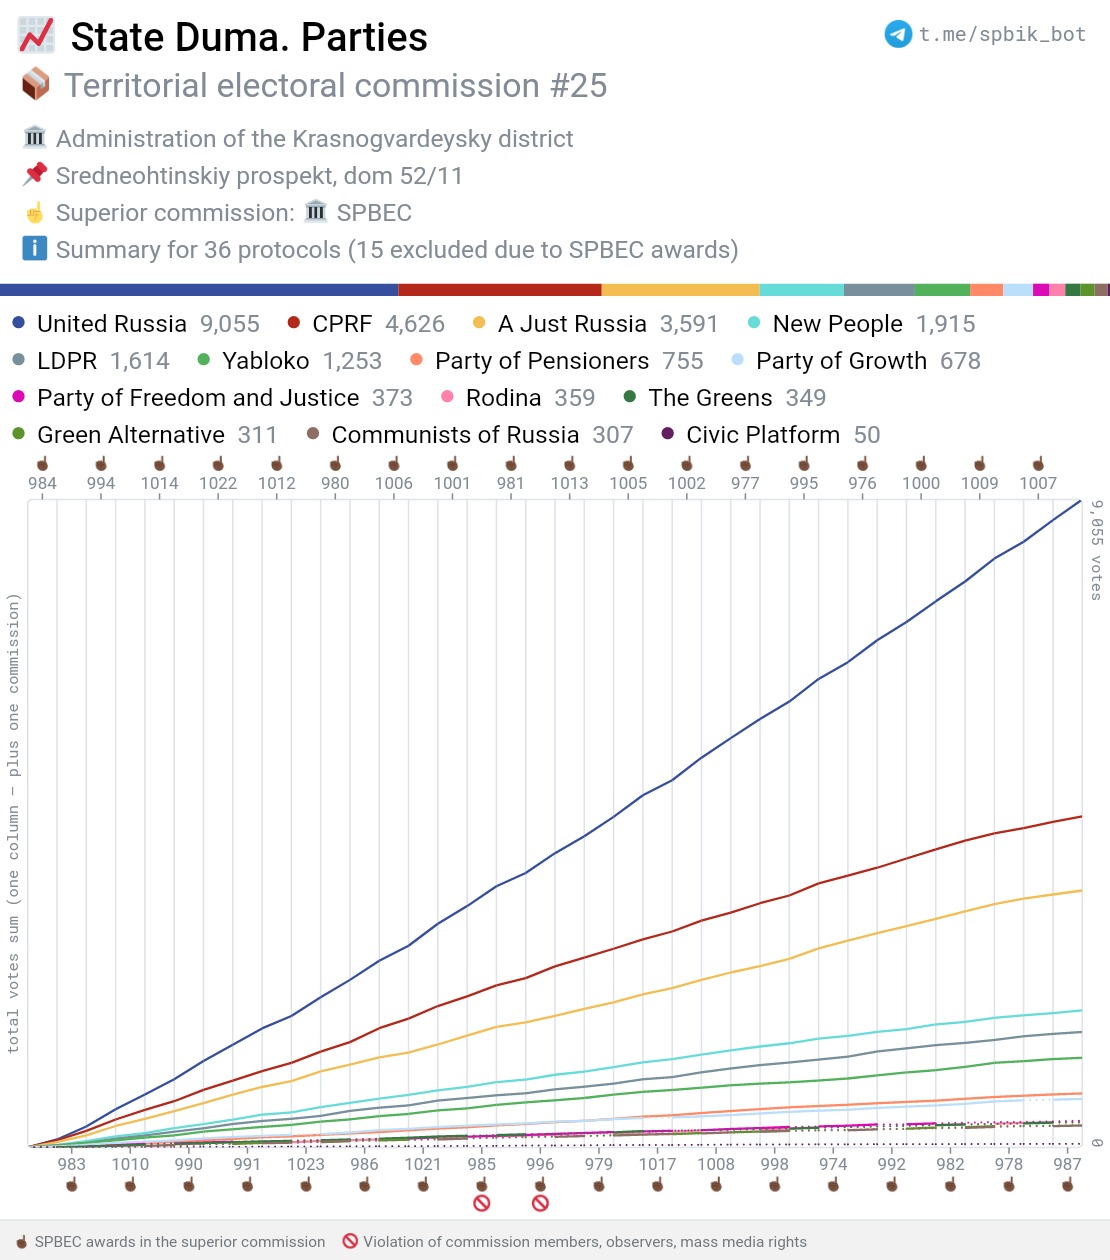 State Duma. Parties
t.me/spbik_bot
Territorial electoral commission #25
Administration of the Krasnogvardeysky district
Sredneohtinskiy prospekt, dom 52/11
Superior commission: SPBEC
Summary for 36 protocols (15 excluded due to SPBEC awards)
United Russia 9,055 CPRF 4,626 A Just Russia 3,591 New People 1,915
LDPR 1,614 Yabloko 1,253 Party of Pensioners 755 Party of Growth 678
Party of Freedom and Justice 373 Rodina 359 The Greens 349
Green Alternative 311 Communists of Russia 307 Civic Platform 50
984 994 1014 1022 1012 980 1006 1001 981 1013 1005 1002 977 995 976 1000 1009 1007
9,055 votes
total votes sum (one column – plus one commission)
0
983 1010 990 991 1023 986 1021 985 996 979 1017 1008 998 974 992 982 978 987
SPBEC awards in the superior commission Violation of commission members, observers, mass media rights